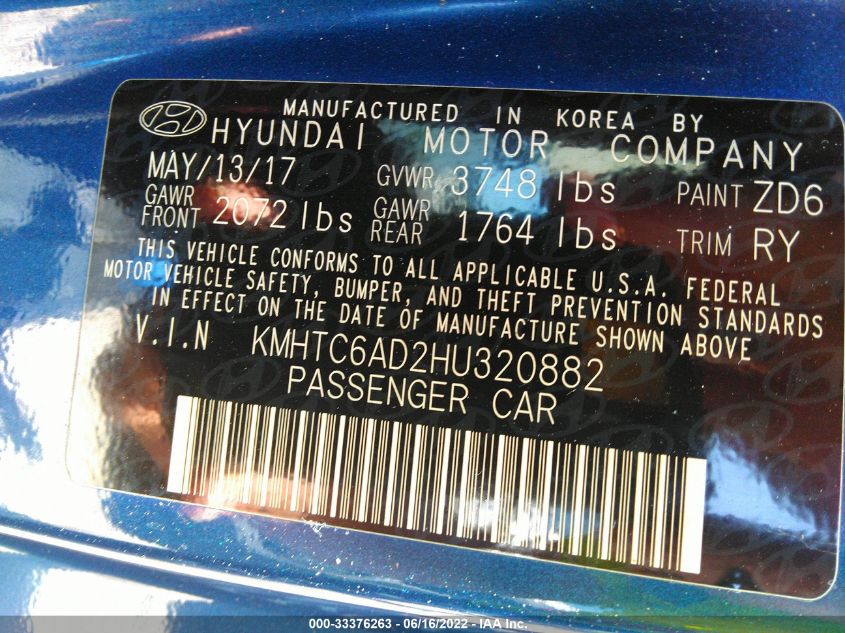 MANUFACTURED IN KOREA BY
HYUNDAI MOTOR COMPANY
MAY/13/17 GVWR 3748 lbs PAINT ZD6
GAWR FRONT 2072 lbs GAWR REAR 1764 lbs TRIM RY
THIS VEHICLE CONFORMS TO ALL APPLICABLE U.S.A. FEDERAL
MOTOR VEHICLE SAFETY, BUMPER, AND THEFT PREVENTION STANDARDS
IN EFFECT ON THE DATE OF MANUFACTURE SHOWN ABOVE
V.I.N KMHTC6AD2HU320882
PASSENGER CAR
000-33376263 - 06/16/2022 - IAA Inc.